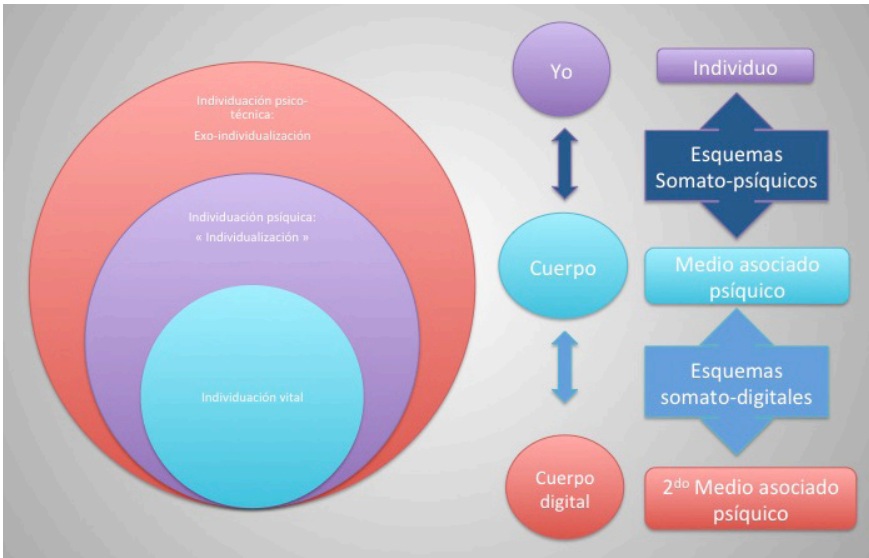 Individuación psico-
técnica:
Exo-individualización
Individuación psíquica:
« Individualización »
Individuación vital
Yo
Individuo
Esquemas
Somato-psíquicos
Cuerpo
Medio asociado
psíquico
Esquemas
somato-digitales
Cuerpo
digital
2do Medio asociado
psíquico